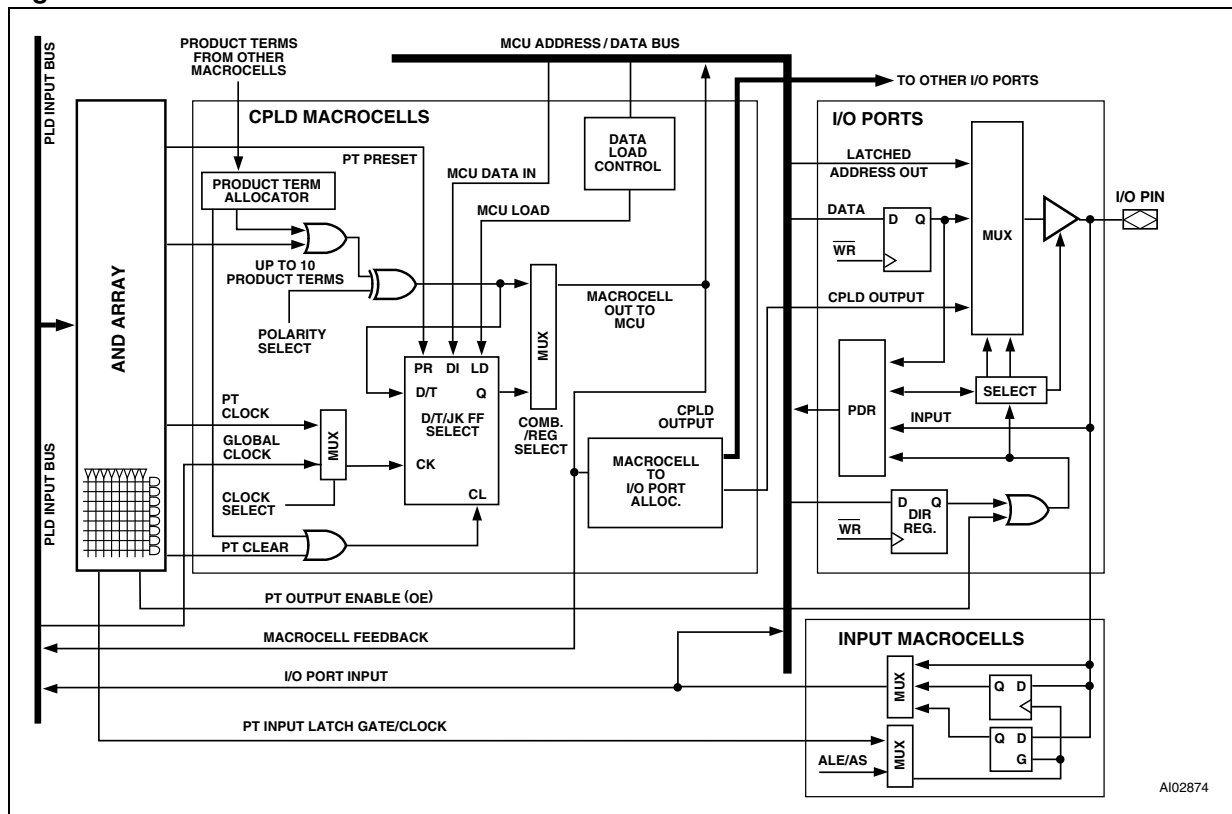 PRODUCT TERMS
FROM OTHER
MACROCELLS
MCU ADDRESS / DATA BUS
TO OTHER I/O PORTS
PLD INPUT BUS
CPLD MACROCELLS
I/O PORTS
PT PRESET
MCU DATA IN
DATA
LOAD
CONTROL
LATCHED
ADDRESS OUT
I/O PIN
PRODUCT TERM
ALLOCATOR
MCU LOAD
DATA
D Q
WR
MUX
AND ARRAY
UP TO 10
PRODUCT TERMS
POLARITY
SELECT
MUX
MACROCELL
OUT TO
MCU
CPLD OUTPUT
PR DI LD
D/T Q
D/T/JK FF
SELECT
CK
CL
COMB.
/REG
SELECT
PDR
SELECT
INPUT
PT
CLOCK
GLOBAL
CLOCK
MUX
CLOCK
SELECT
CPLD
OUTPUT
MACROCELL
TO
I/O PORT
ALLOC.
PLD INPUT BUS
D Q
DIR
REG.
WR
PT CLEAR
PT OUTPUT ENABLE (OE)
MACROCELL FEEDBACK
INPUT MACROCELLS
I/O PORT INPUT
MUX
Q D
PT INPUT LATCH GATE/CLOCK
MUX
Q D
G
ALE/AS
AI02874